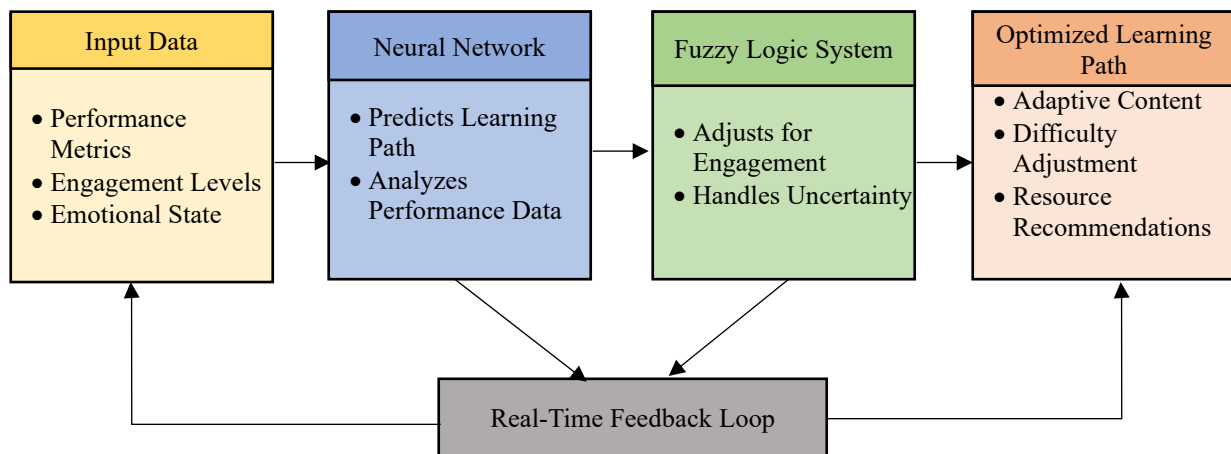 Input Data
• Performance
Metrics
• Engagement Levels
• Emotional State
Neural Network
• Predicts Learning
Path
• Analyzes
Performance Data
Fuzzy Logic System
• Adjusts for
Engagement
• Handles Uncertainty
Optimized Learning
Path
• Adaptive Content
• Difficulty
Adjustment
• Resource
Recommendations
Real-Time Feedback Loop